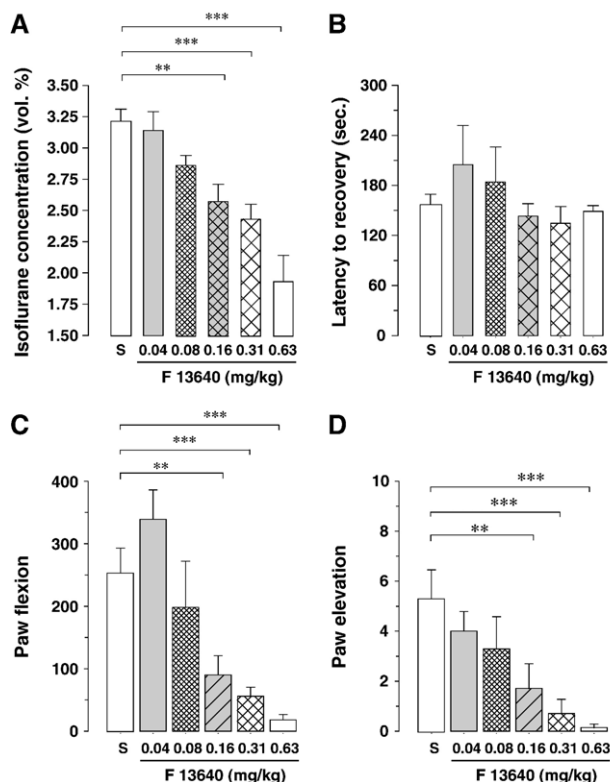 A
***
***
**
Isoflurane concentration (vol. %)
3.50
3.25
3.00
2.75
2.50
2.25
2.00
1.75
1.50
S 0.04 0.08 0.16 0.31 0.63
F 13640 (mg/kg)
B
Latency to recovery (sec.)
300
240
180
120
60
0
S 0.04 0.08 0.16 0.31 0.63
F 13640 (mg/kg)
C
***
***
**
Paw flexion
400
300
200
100
0
S 0.04 0.08 0.16 0.31 0.63
F 13640 (mg/kg)
D
***
***
**
Paw elevation
10
8
6
4
2
0
S 0.04 0.08 0.16 0.31 0.63
F 13640 (mg/kg)